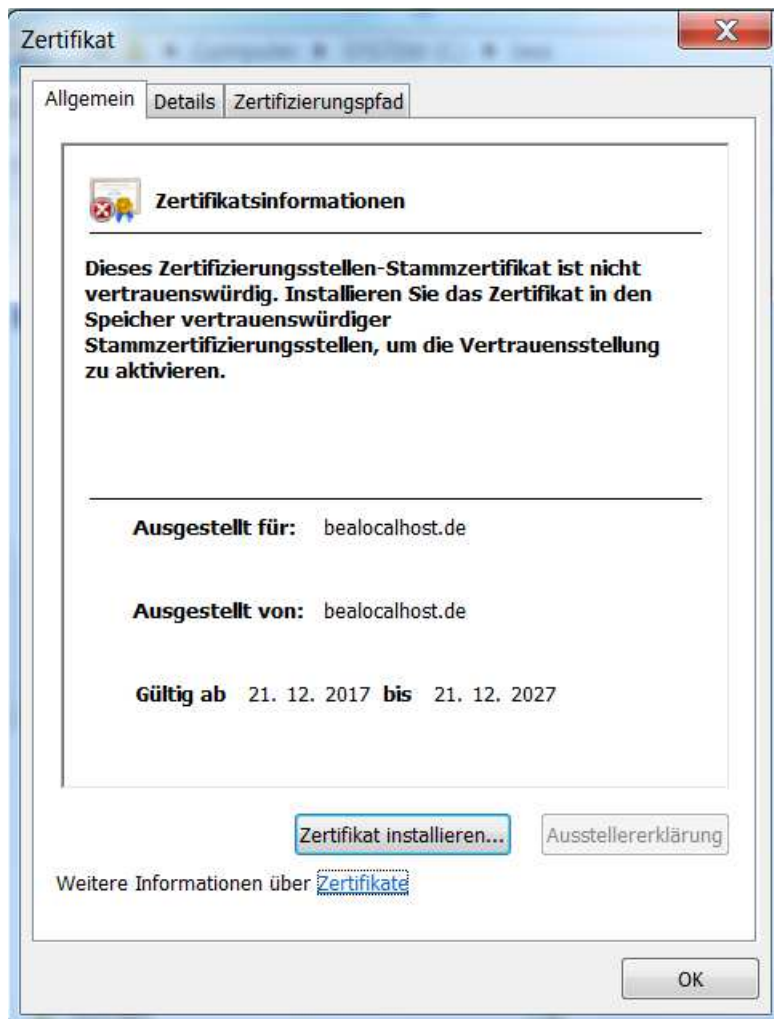 Zertifikat
Allgemein Details Zertifizierungspfad
Zertifikatsinformationen
Dieses Zertifizierungsstellen-Stammzertifikat ist nicht
vertrauenswürdig. Installieren Sie das Zertifikat in den
Speicher vertrauenswürdiger
Stammzertifizierungsstellen, um die Vertrauensstellung
zu aktivieren.
Ausgestellt für: bealocalhost.de
Ausgestellt von: bealocalhost.de
Gültig ab 21. 12. 2017 bis 21. 12. 2027
Zertifikat installieren... Ausstellererklärung
Weitere Informationen über Zertifikate
OK